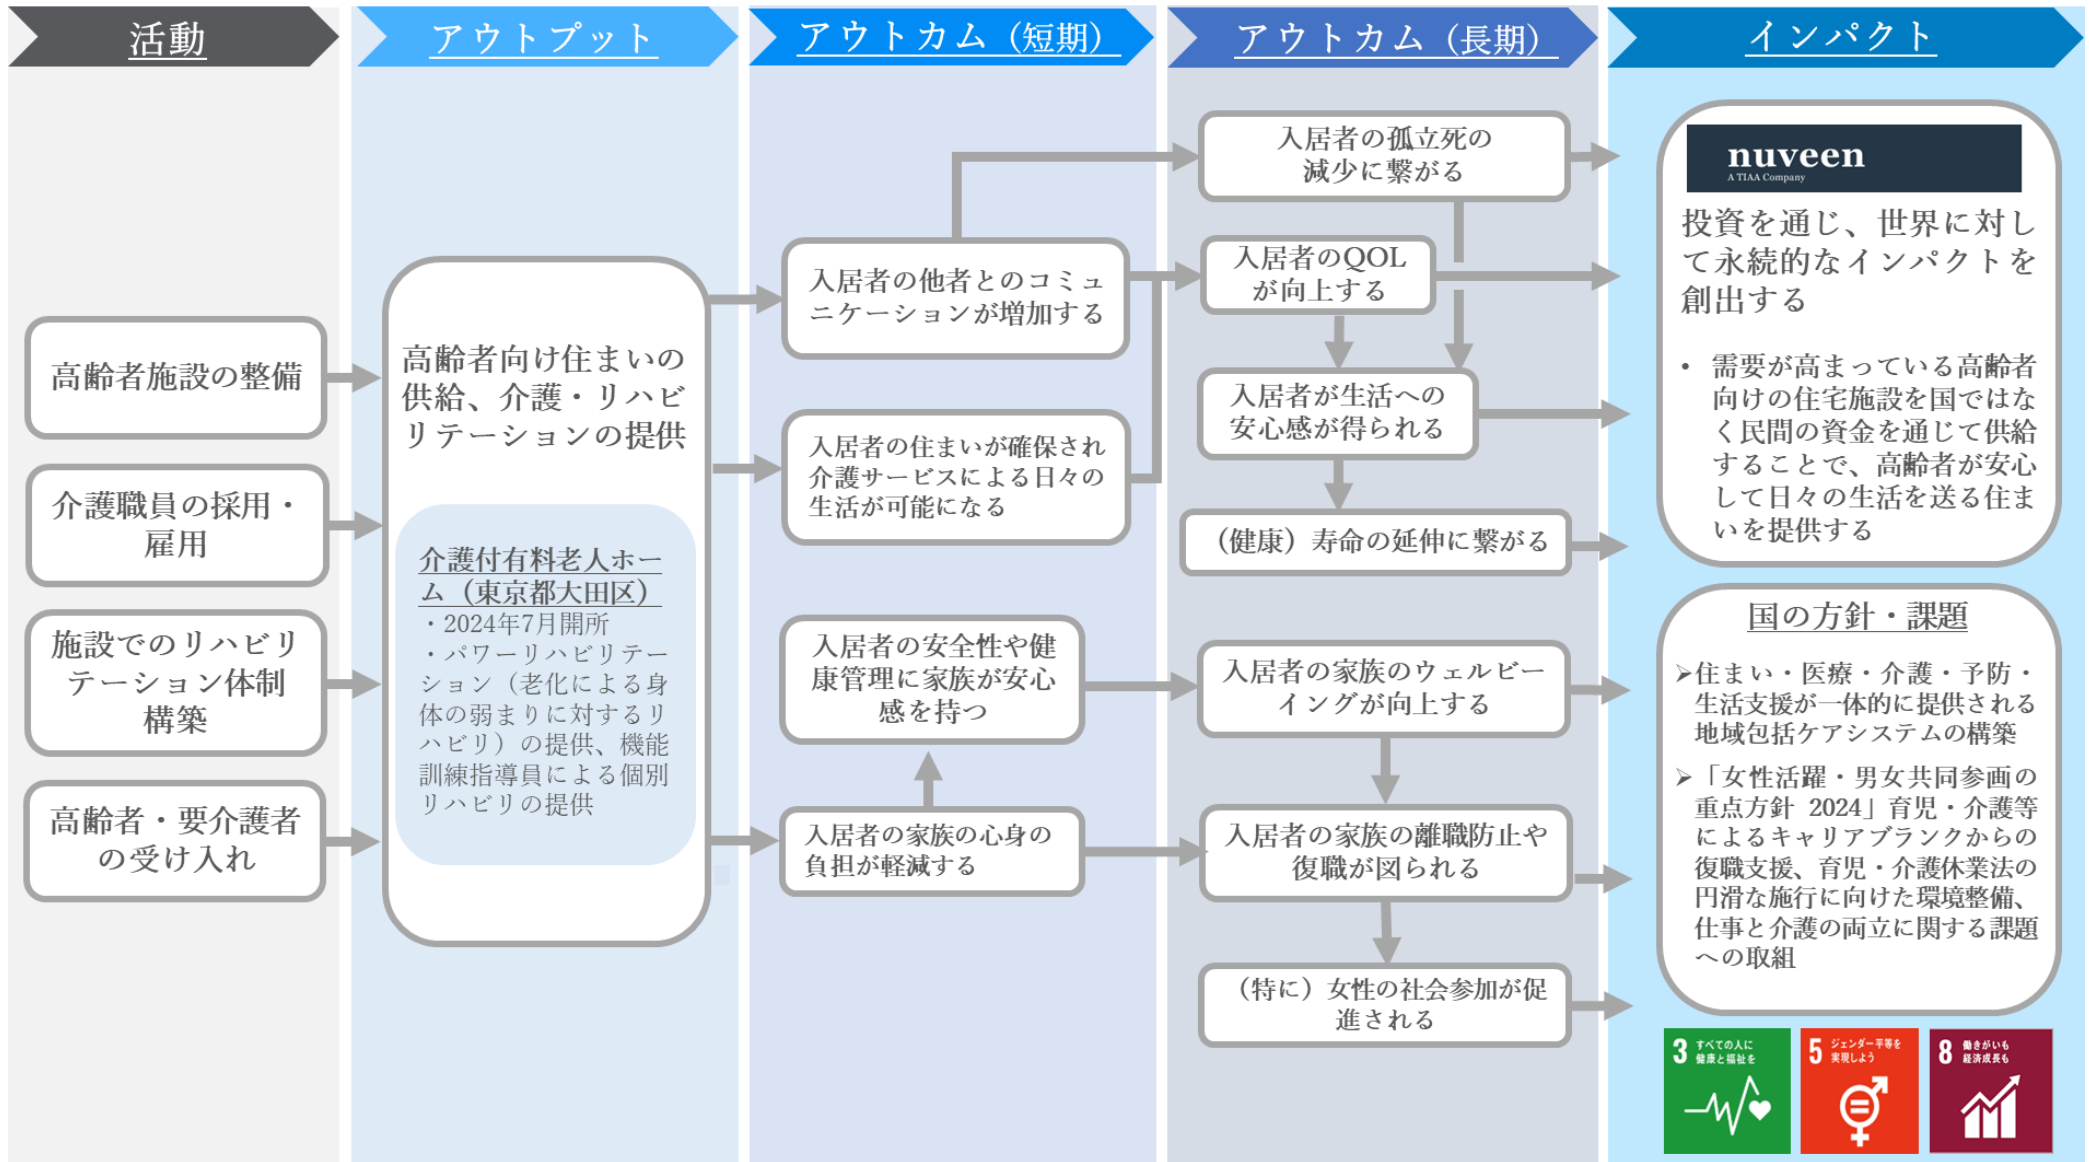 活動
アウトプット
アウトカム（短期）
アウトカム（長期）
インパクト
高齢者施設の整備
介護職員の採用・
雇用
施設でのリハビリ
テーション体制
構築
高齢者・要介護者
の受け入れ
高齢者向け住まいの
供給、介護・リハビ
リテーションの提供
介護付有料老人ホー
ム（東京都大田区）
・2024年7月開所
・パワーリハビリテー
ション（老化による身
体の弱まりに対するリ
ハビリ）の提供、機能
訓練指導員による個別
リハビリの提供
入居者の他者とのコミュ
ニケーションが増加する
入居者の住まいが確保され
介護サービスによる日々の
生活が可能になる
入居者の安全性や健
康管理に家族が安心
感を持つ
入居者の家族の心身の
負担が軽減する
入居者の孤立死の
減少に繋がる
入居者のQOL
が向上する
入居者が生活への
安心感が得られる
（健康）寿命の延伸に繋がる
入居者の家族のウェルビー
イングが向上する
入居者の家族の離職防止や
復職が図られる
（特に）女性の社会参加が促
進される
nuveen
A TIAA Company
投資を通じ、世界に対し
て永続的なインパクトを
創出する
• 需要が高まっている高齢者
向けの住宅施設を国ではな
く民間の資金を通じて供給
することで、高齢者が安心
して日々の生活を送る住ま
いを提供する
国の方針・課題
➢住まい・医療・介護・予防・
生活支援が一体的に提供される
地域包括ケアシステムの構築
➢「女性活躍・男女共同参画の
重点方針 2024」育児・介護等
によるキャリアブランクからの
復職支援、育児・介護休業法の
円滑な施行に向けた環境整備、
仕事と介護の両立に関する課題
への取組
3 すべての人に
健康と福祉を
5 ジェンダー平等を
実現しよう
8 働きがいも
経済成長も